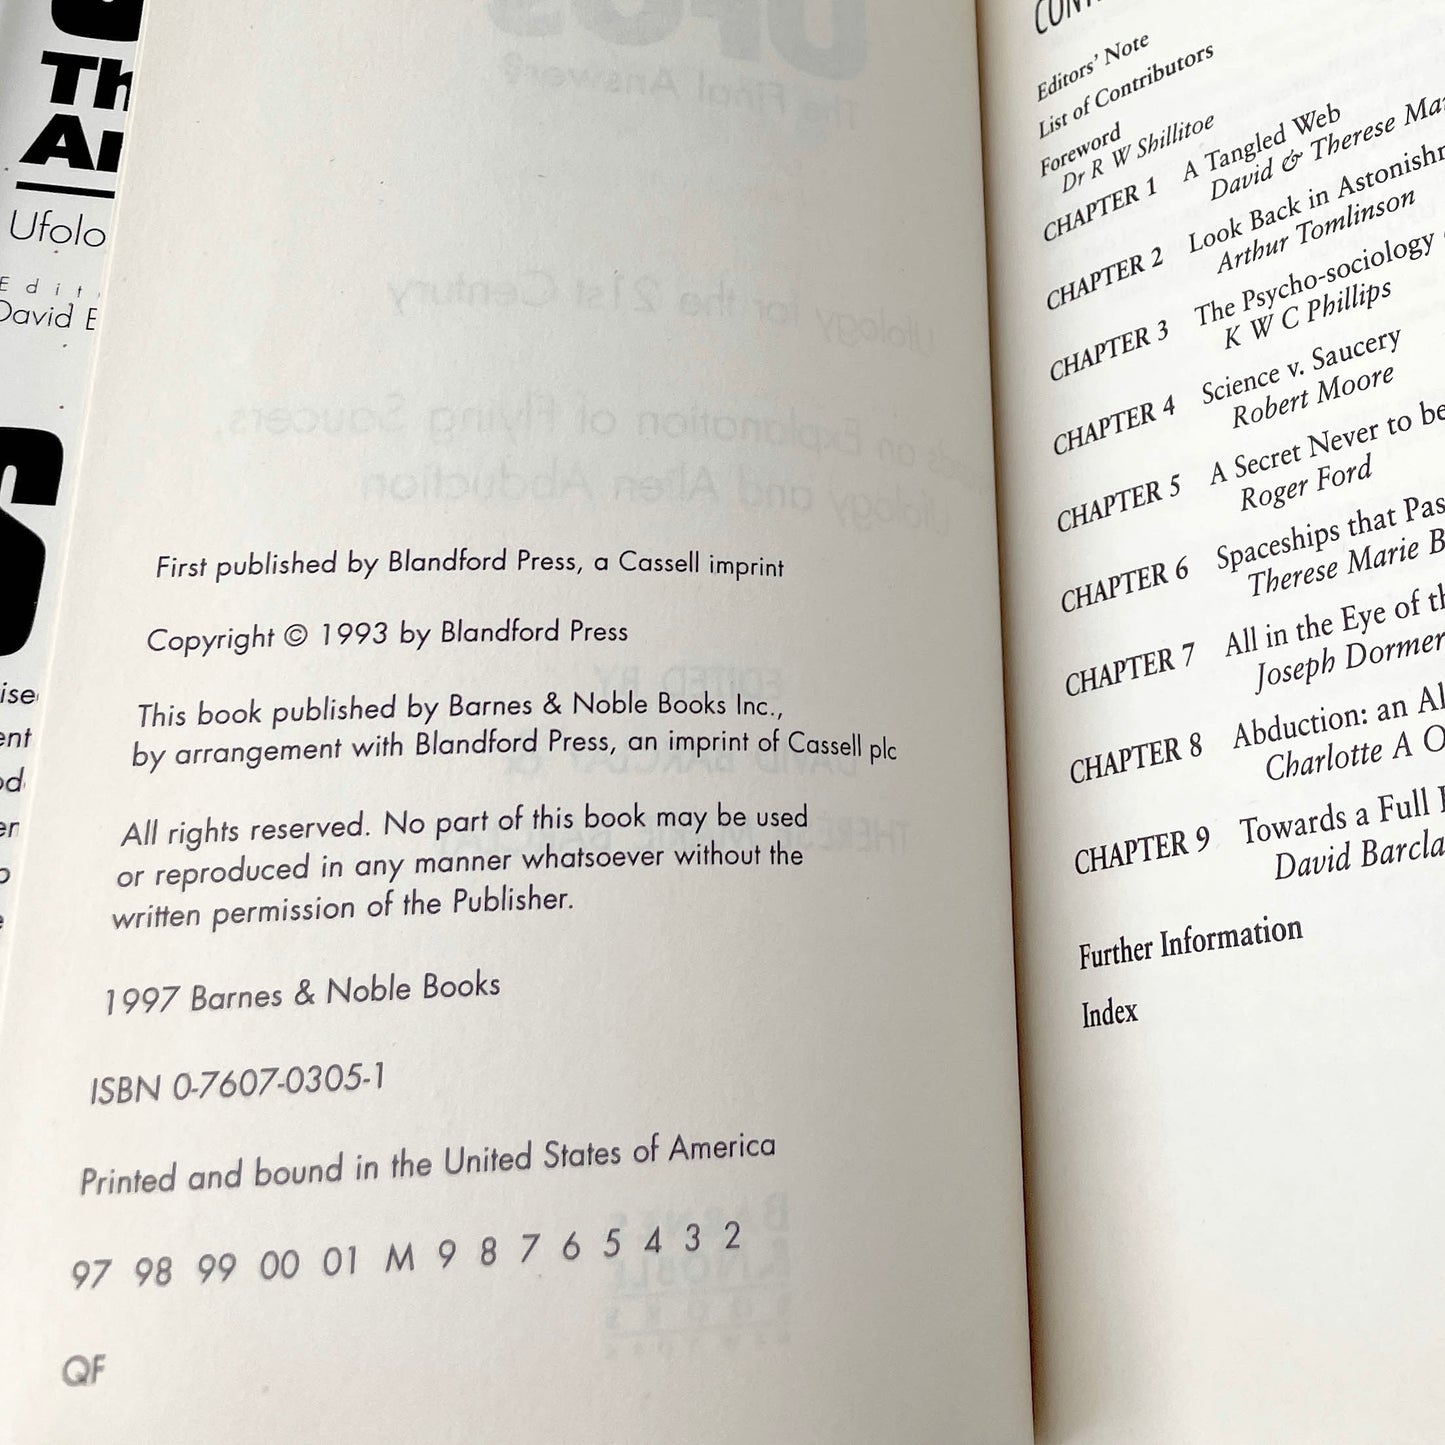 Th
Ufolo
Edit
David E
ise
ent
od
er
First published by Blandford Press, a Cassell imprint
Copyright © 1993 by Blandford Press
This book published by Barnes & Noble Books Inc.,
by arrangement with Blandford Press, an imprint of Cassell plc
All rights reserved. No part of this book may be used
or reproduced in any manner whatsoever without the
written permission of the Publisher.
1997 Barnes & Noble Books
ISBN 0-7607-0305-1
Printed and bound in the United States of America
97 98 99 00 01 M 9 8 7 6 5 4 3 2
QF
Editors' Note
List of Contributors
Foreword
Dr R W Shillitoe
CHAPTER 1 A Tangled Web
David & Therese Ma
CHAPTER 2 Look Back in Astonish
Arthur Tomlinson
CHAPTER 3 The Psycho-sociology
K W C Phillips
CHAPTER 4 Science v. Saucery
Robert Moore
CHAPTER 5 A Secret Never to be
Roger Ford
CHAPTER 6 Spaceships that Pas
Therese Marie B
CHAPTER 7 All in the Eye of th
Joseph Dormer
CHAPTER 8 Abduction: an Al
Charlotte A O
CHAPTER 9 Towards a Full
David Barcla
Further Information
Index